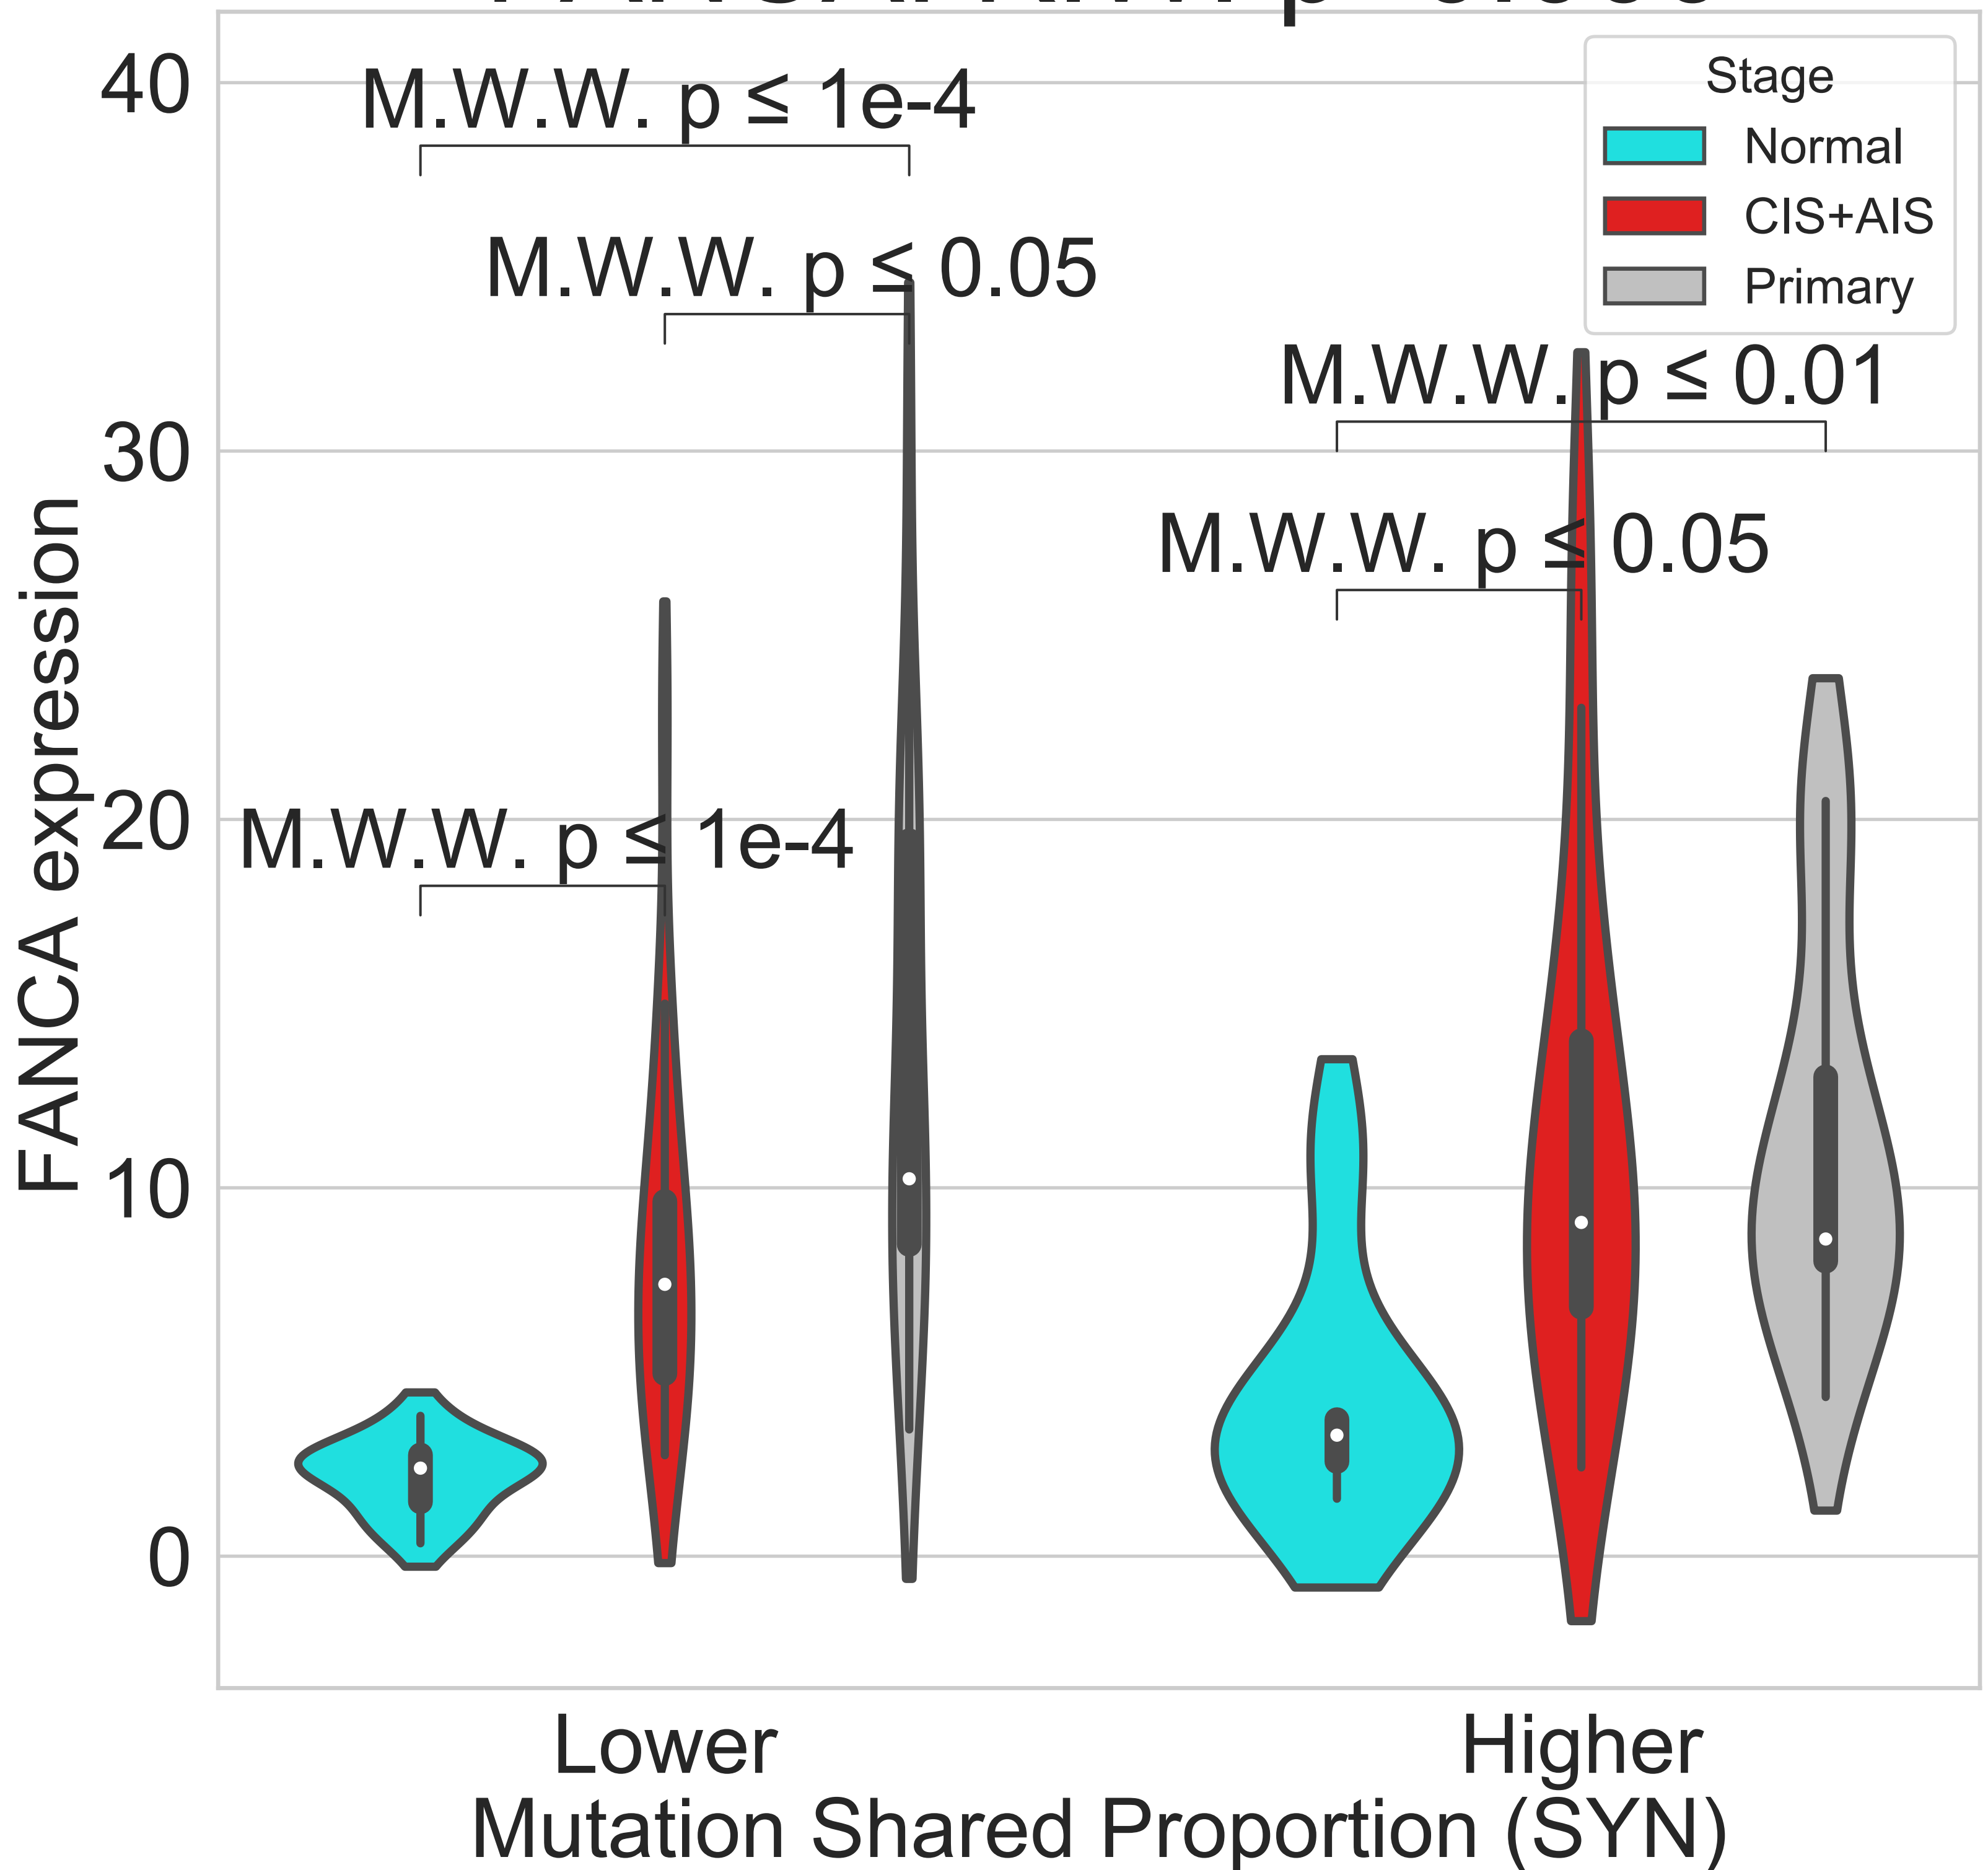 40
30
20
10
0
FANCA expression
M.W.W. p ≤ 1e-4
M.W.W. p ≤ 0.05
M.W.W. p ≤ 1e-4
M.W.W. p ≤ 0.01
M.W.W. p ≤ 0.05
Stage
Normal
CIS+AIS
Primary
Lower
Higher
Mutation Shared Proportion (SYN)